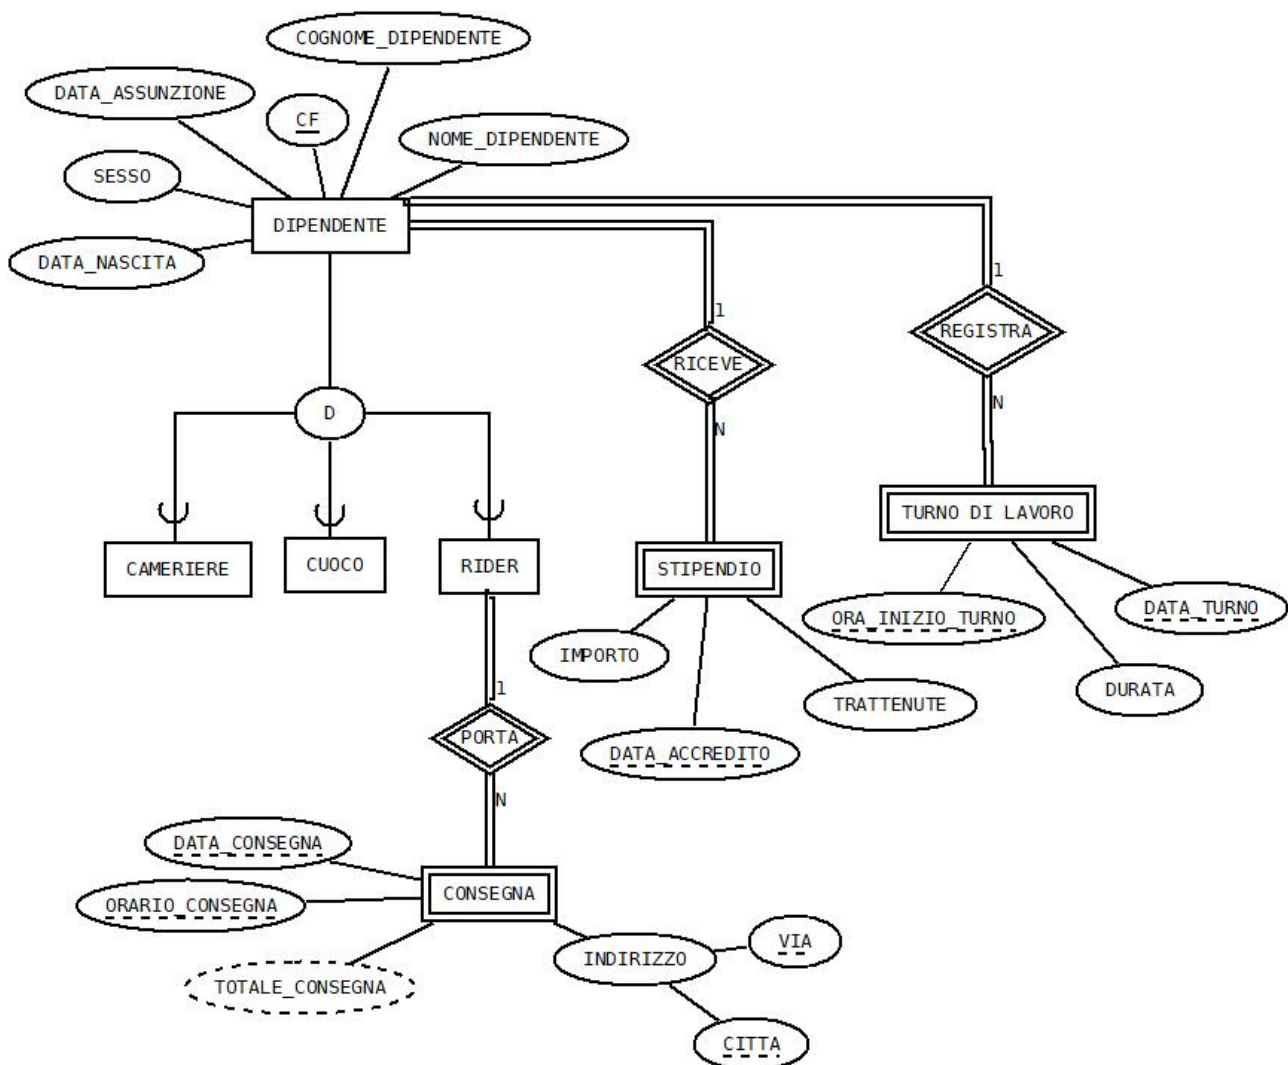 COGNOME_DIPENDENTE
DATA_ASSUNZIONE
CF
NOME_DIPENDENTE
SESSO
DIPENDENTE
DATA_NASCITA
1
1
REGISTRA
RICEVE
D
N
N
TURNO DI LAVORO
CAMERIERE
CUOCO
RIDER
STIPENDIO
ORA_INIZIO_TURNO
DATA_TURNO
IMPORTO
1
TRATTENUTE
DURATA
PORTA
DATA_ACCREDITO
N
DATA_CONSEGNA
CONSEGNA
ORARIO_CONSEGNA
VIA
INDIRIZZO
TOTALE_CONSEGNA
CITTA